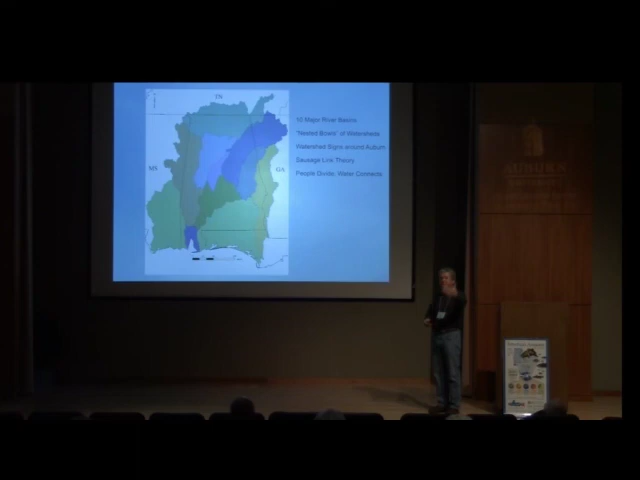 TN
MS
GA
10 Major River Basins
"Nested Bowls" of Watersheds
Watershed Signs around Auburn
Sausage Link Theory
People Divide, Water Connects
AUBURN